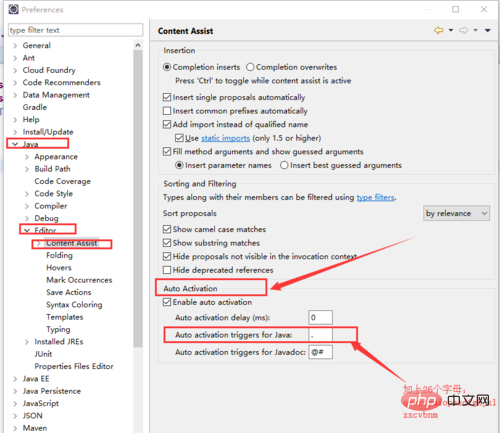 Preferences
type filter text
Content Assist
General
Ant
Cloud Foundry
Code Recommenders
Data Management
Gradle
Help
Install/Update
Java
Appearance
Build Path
Code Coverage
Code Style
Compiler
Debug
Editor
Content Assist
Folding
Hovers
Mark Occurrences
Save Actions
Syntax Coloring
Templates
Typing
Installed JREs
JUnit
Properties Files Editor
Java EE
Java Persistence
JavaScript
JSON
Maven
Insertion
Completion inserts Completion overwrites
Press 'Ctrl' to toggle while content assist is active
Insert single proposals automatically
Insert common prefixes automatically
Add import instead of qualified name
Use static imports (only 1.5 or higher)
Fill method arguments and show guessed arguments
Insert parameter names Insert best guessed arguments
Sorting and Filtering
Types along with their members can be filtered using type filters.
Sort proposals by relevance
Show camel case matches
Show substring matches
Hide proposals not visible in the invocation context
Hide deprecated references
Auto Activation
Enable auto activation
Auto activation delay (ms): 0
Auto activation triggers for Java: .
Auto activation triggers for Javadoc: @#
加上26个字母:
zxcvbnm
php 中文网